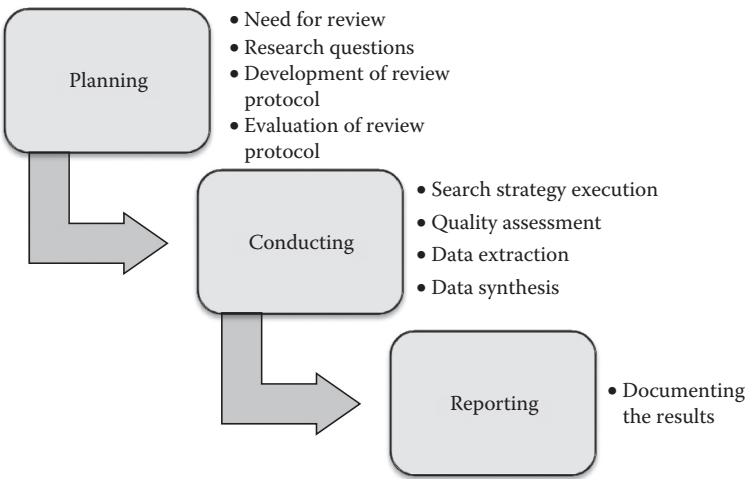 Planning
• Need for review
• Research questions
• Development of review
protocol
• Evaluation of review
protocol
Conducting
• Search strategy execution
• Quality assessment
• Data extraction
• Data synthesis
Reporting
• Documenting
the results